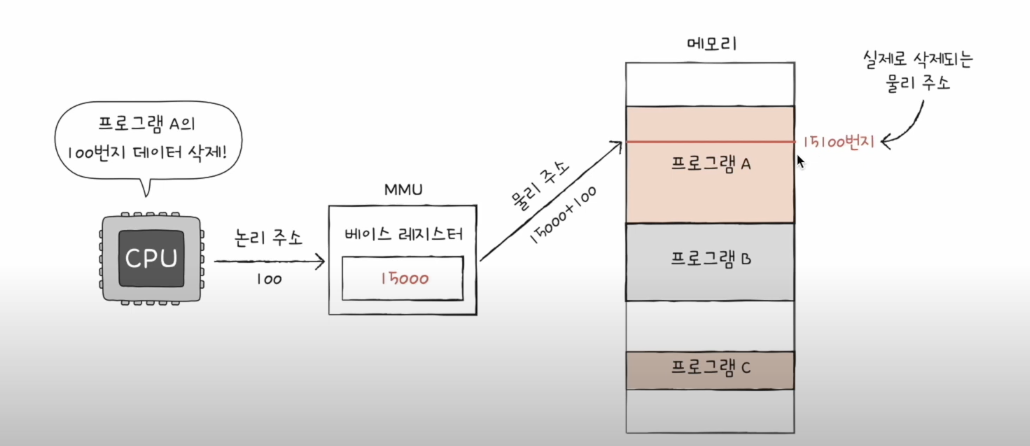 메모리
실제로 삭제되는
물리 주소
프로그램 A의
100번지 데이터 삭제!
15100번지
프로그램 A
MMU
물리 주소
15000+100
논리 주소
베이스 레지스터
CPU
100
15000
프로그램 B
프로그램 C